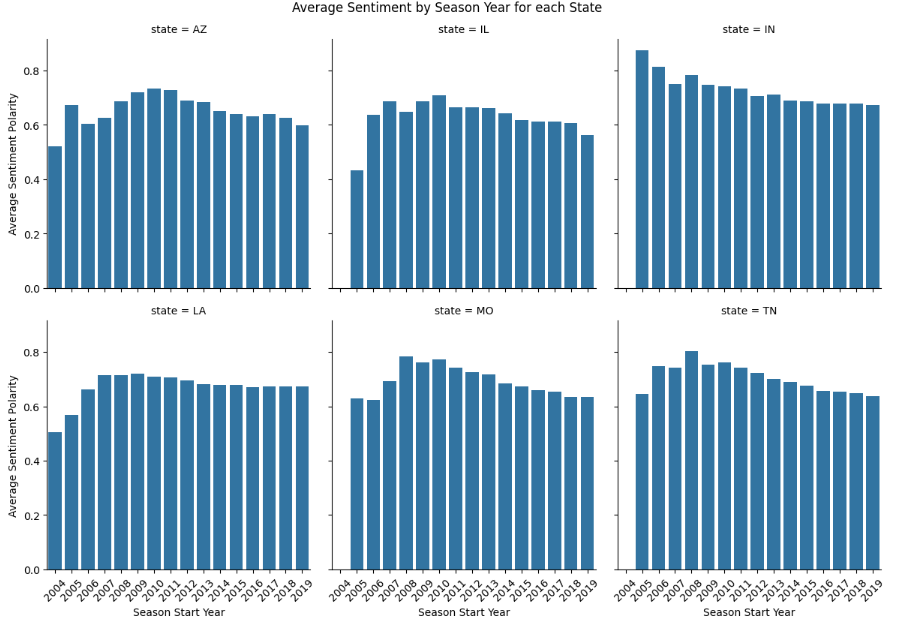 Average Sentiment by Season Year for each State
state = AZ
state = IL
state = IN
Average Sentiment Polarity
0.8
0.6
0.4
0.2
0.0
state = LA
state = MO
state = TN
Average Sentiment Polarity
0.8
0.6
0.4
0.2
0.0
2004 2005 2006 2007 2008 2009 2010 2011 2012 2013 2014 2015 2016 2017 2018 2019
2004 2005 2006 2007 2008 2009 2010 2011 2012 2013 2014 2015 2016 2017 2018 2019
2004 2005 2006 2007 2008 2009 2010 2011 2012 2013 2014 2015 2016 2017 2018 2019
Season Start Year
Season Start Year
Season Start Year